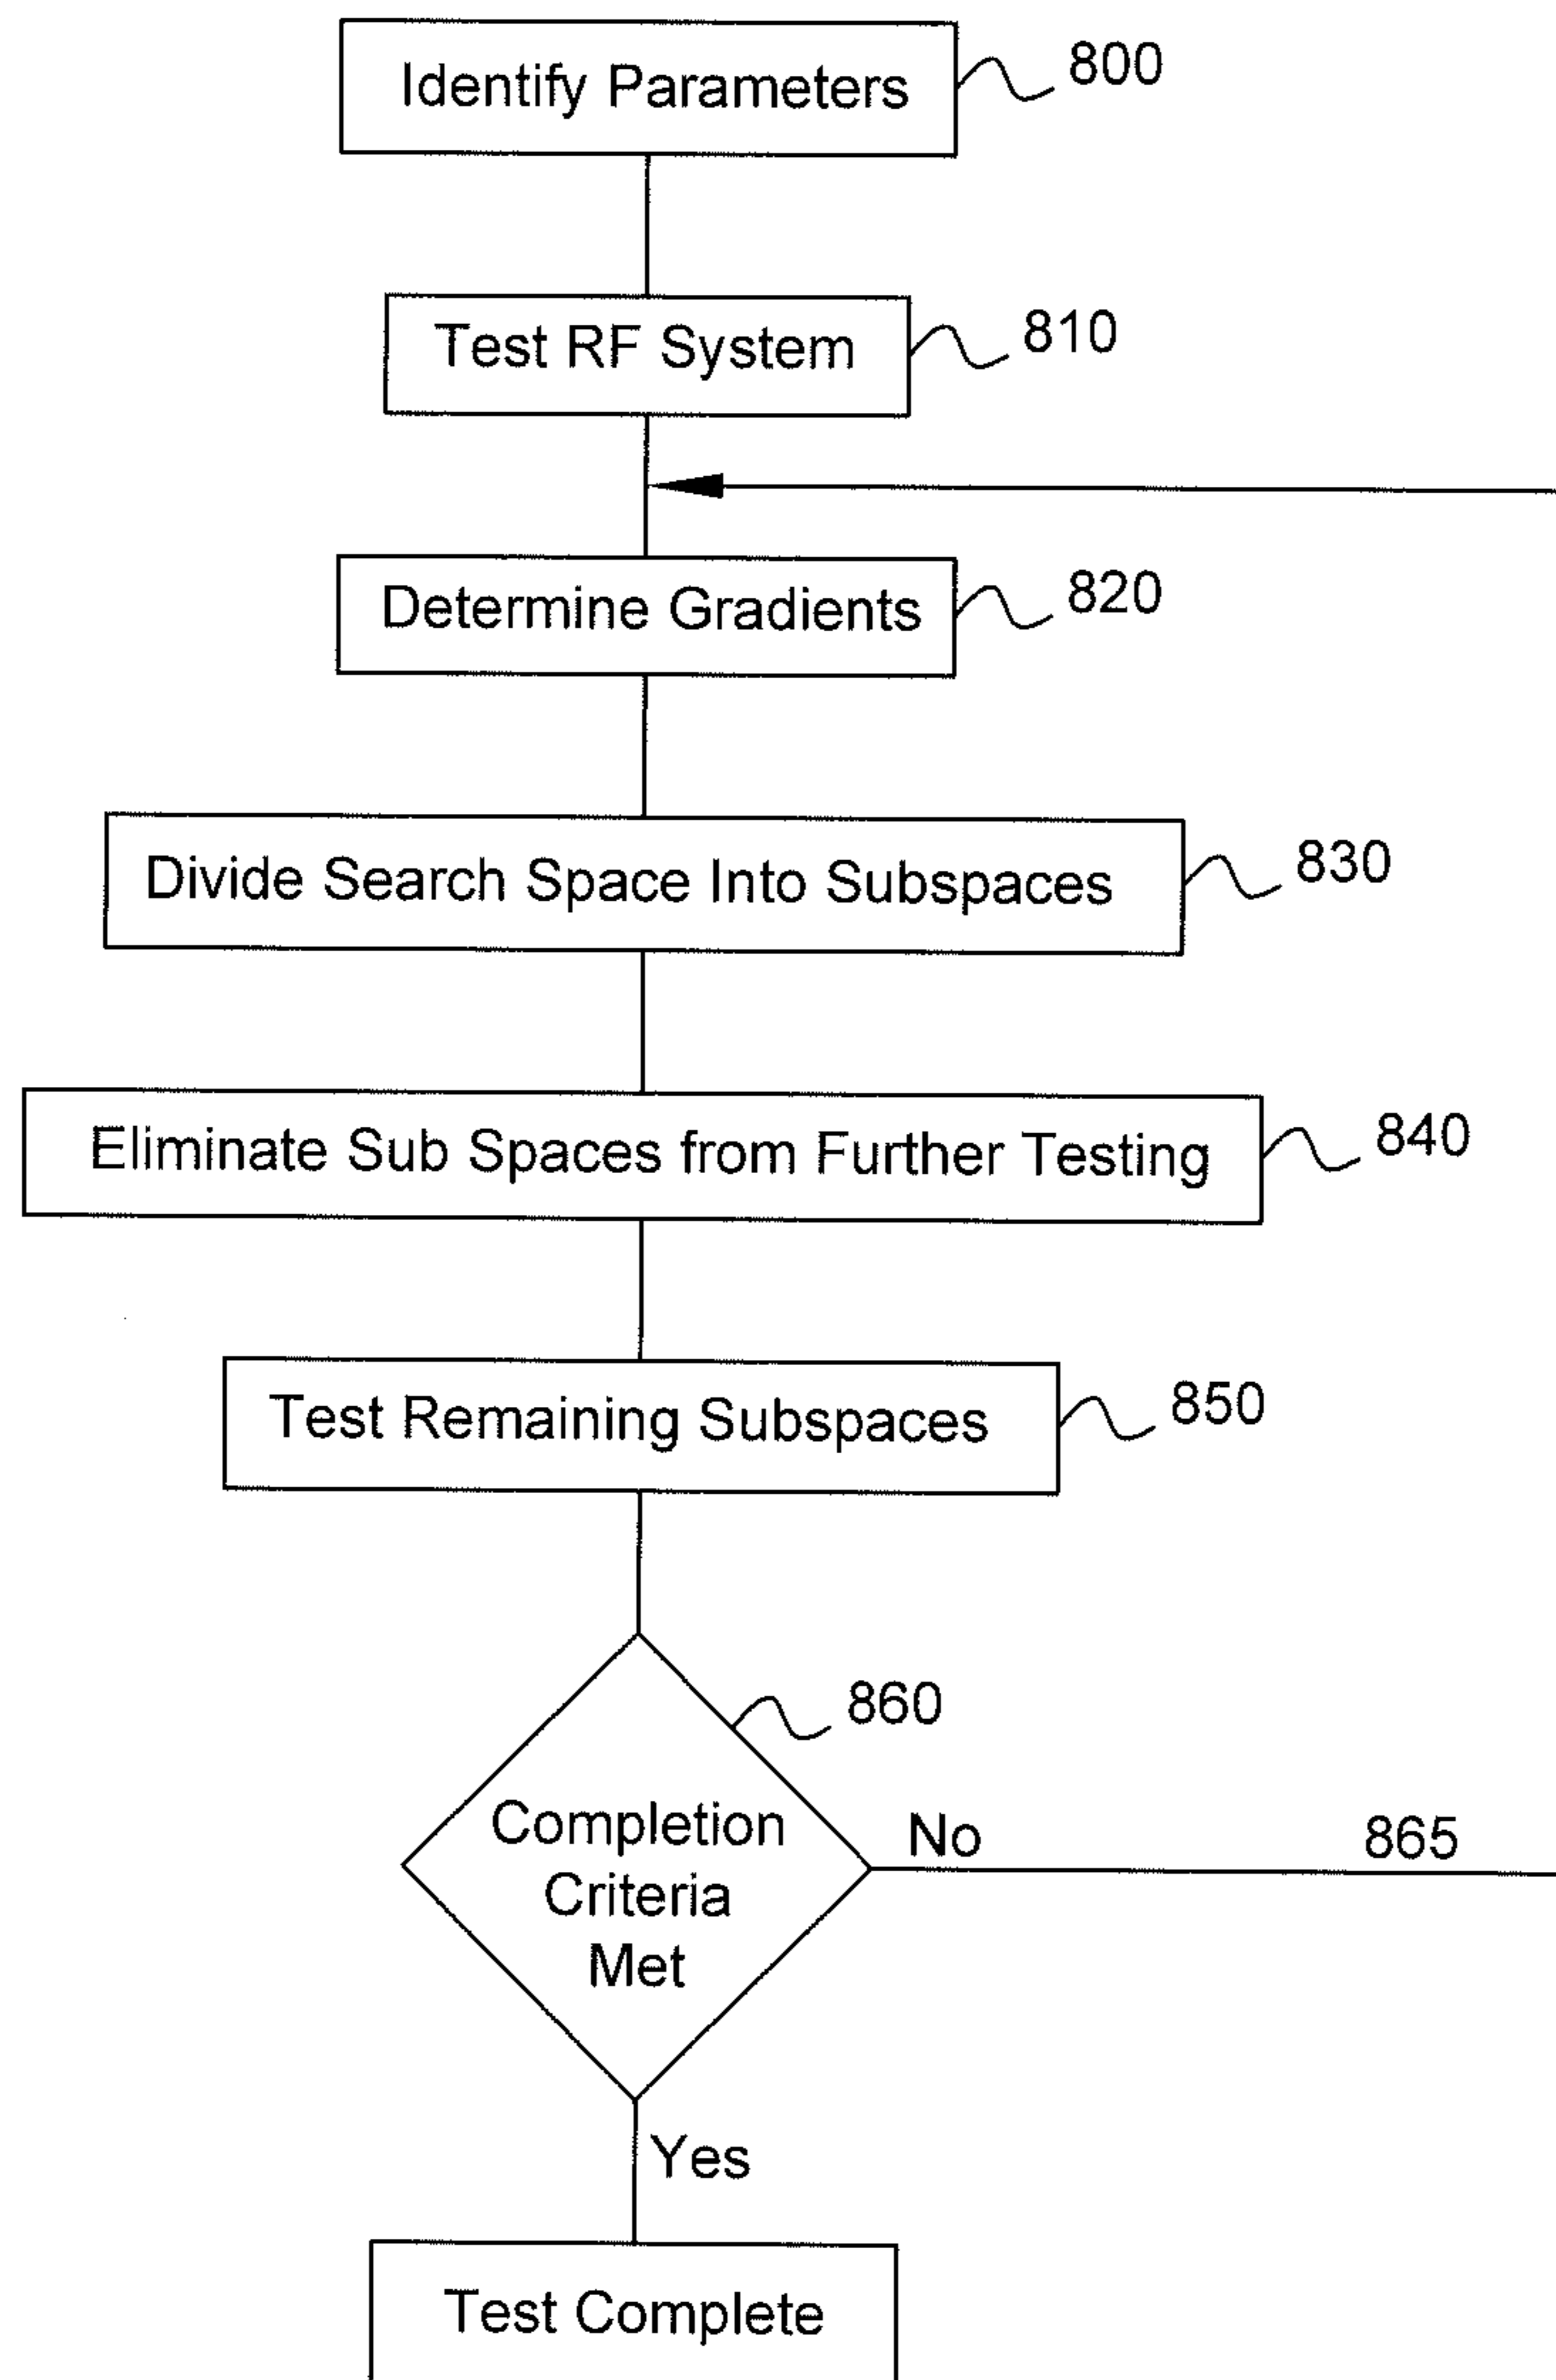 Identify Parameters
800
Test RF System
810
Determine Gradients
820
Divide Search Space Into Subspaces
830
Eliminate Sub Spaces from Further Testing
840
Test Remaining Subspaces
850
860
Completion
Criteria
Met
No
865
Yes
Test Complete